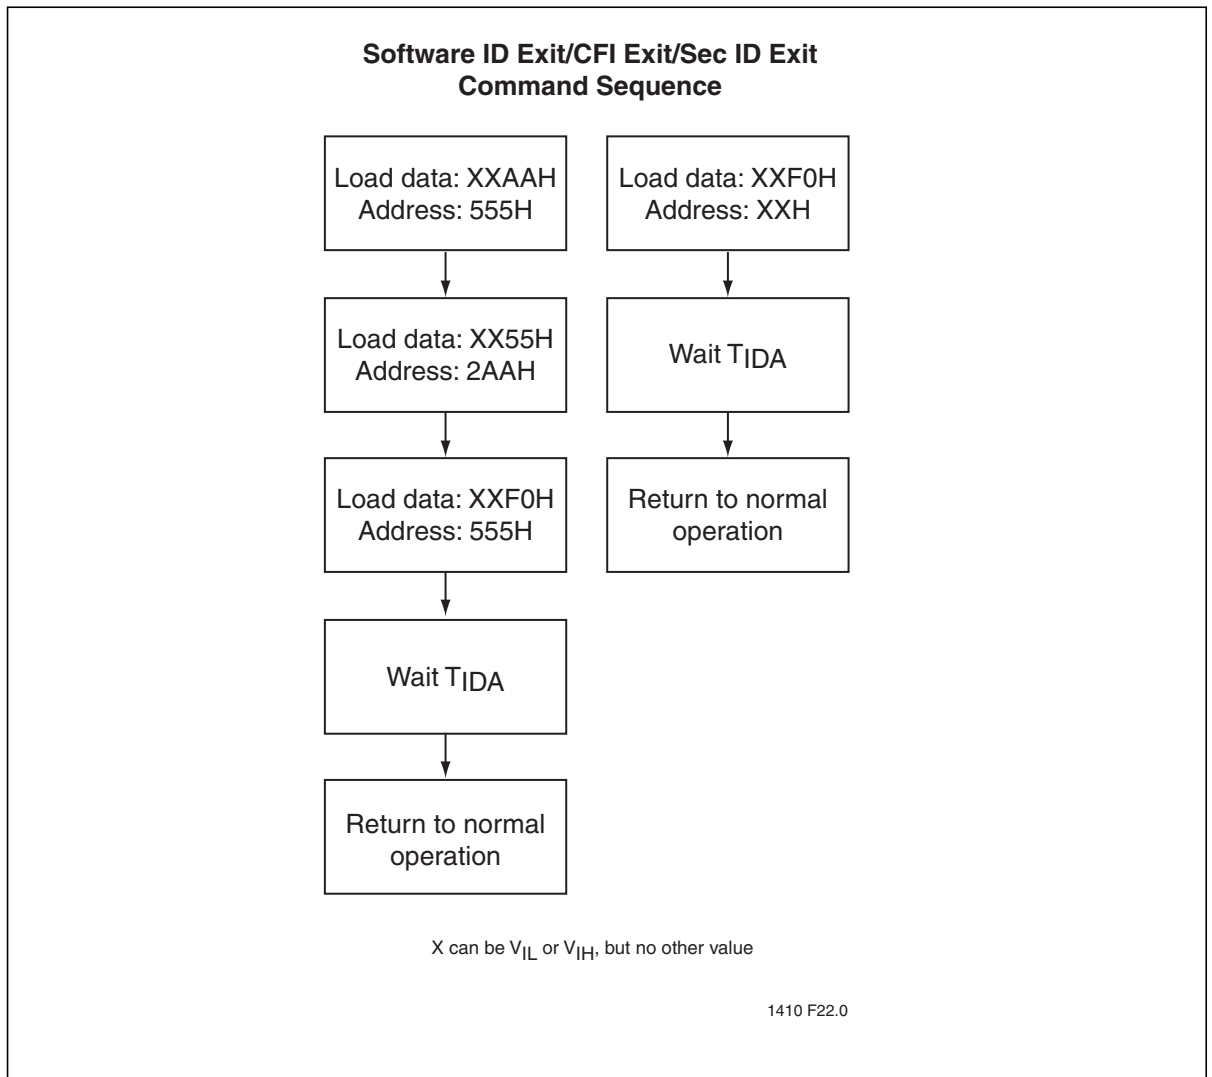 Software ID Exit/CFI Exit/Sec ID Exit
Command Sequence
Load data: XXAAH
Address: 555H
Load data: XX55H
Address: 2AAH
Load data: XXF0H
Address: 555H
Wait TIDA
Return to normal
operation
Load data: XXF0H
Address: XXH
Wait TIDA
Return to normal
operation
X can be VIL or VIH, but no other value
1410 F22.0